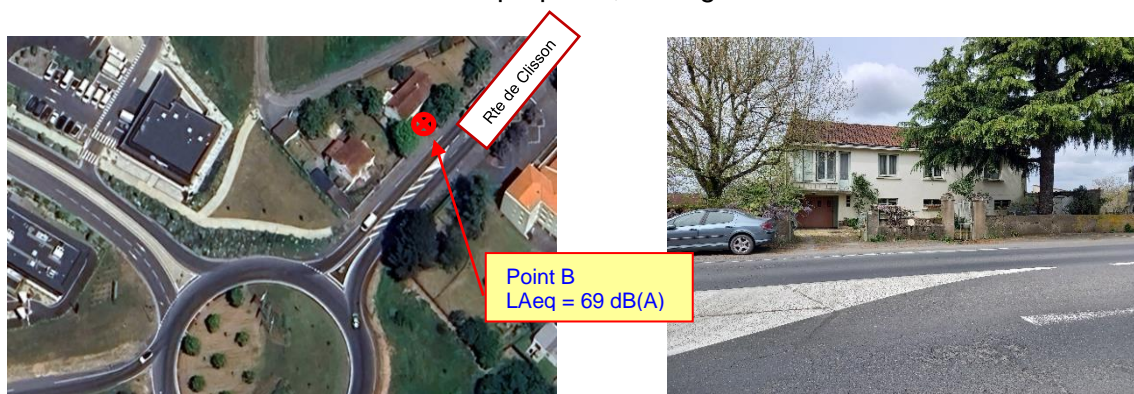 Rte de Clisson
Point B
LAeq = 69 dB(A)